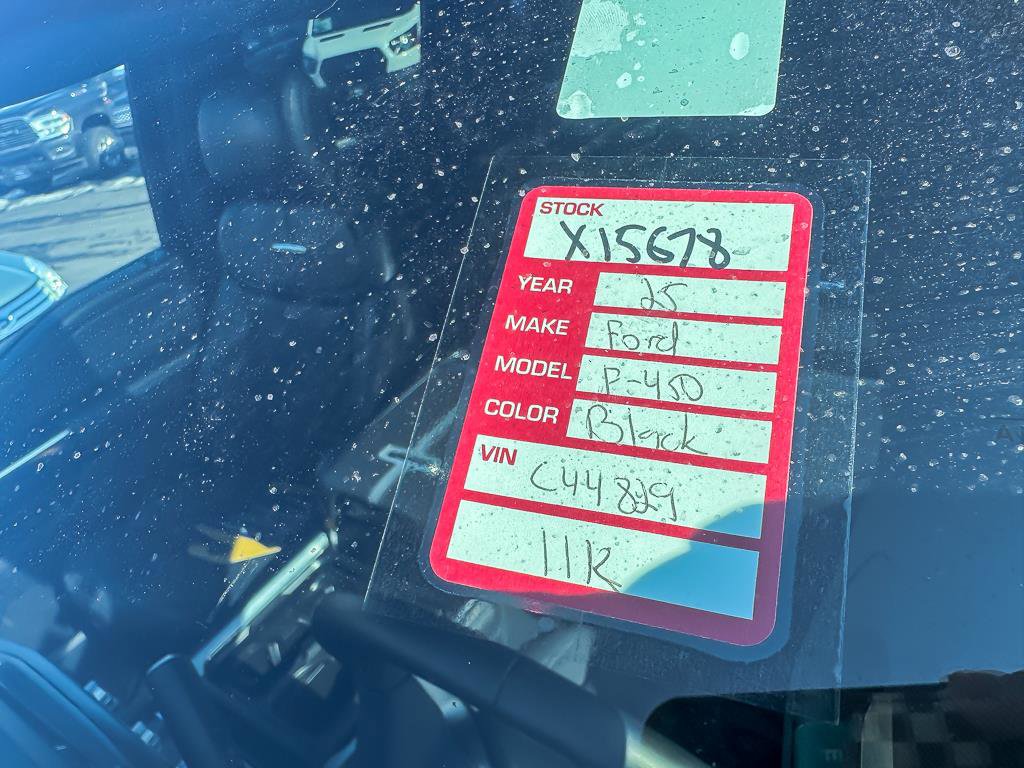 STOCK
X15678
YEAR 25
MAKE Ford
MODEL F-450
COLOR Black
VIN
C44829
11K